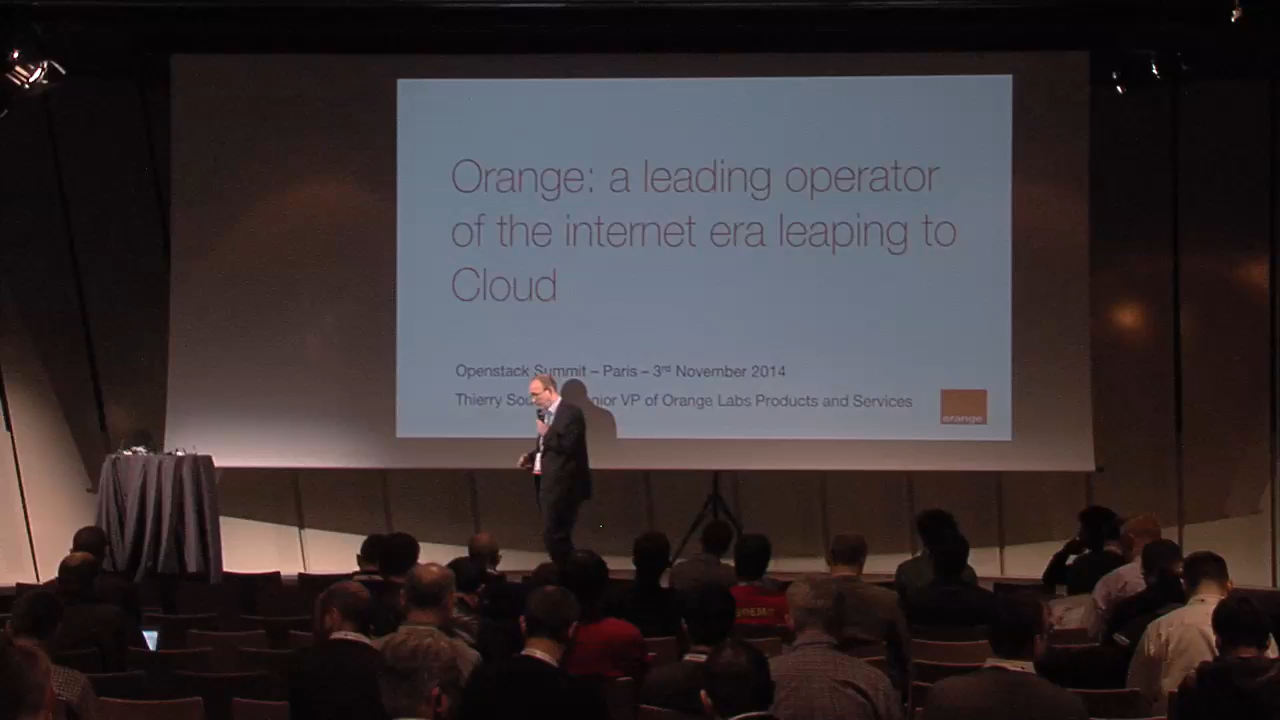 Orange: a leading operator
of the internet era leaping to
Cloud
Openstack Summit – Paris – 3rd November 2014
Thierry VP of Orange Labs Products and Services
orange